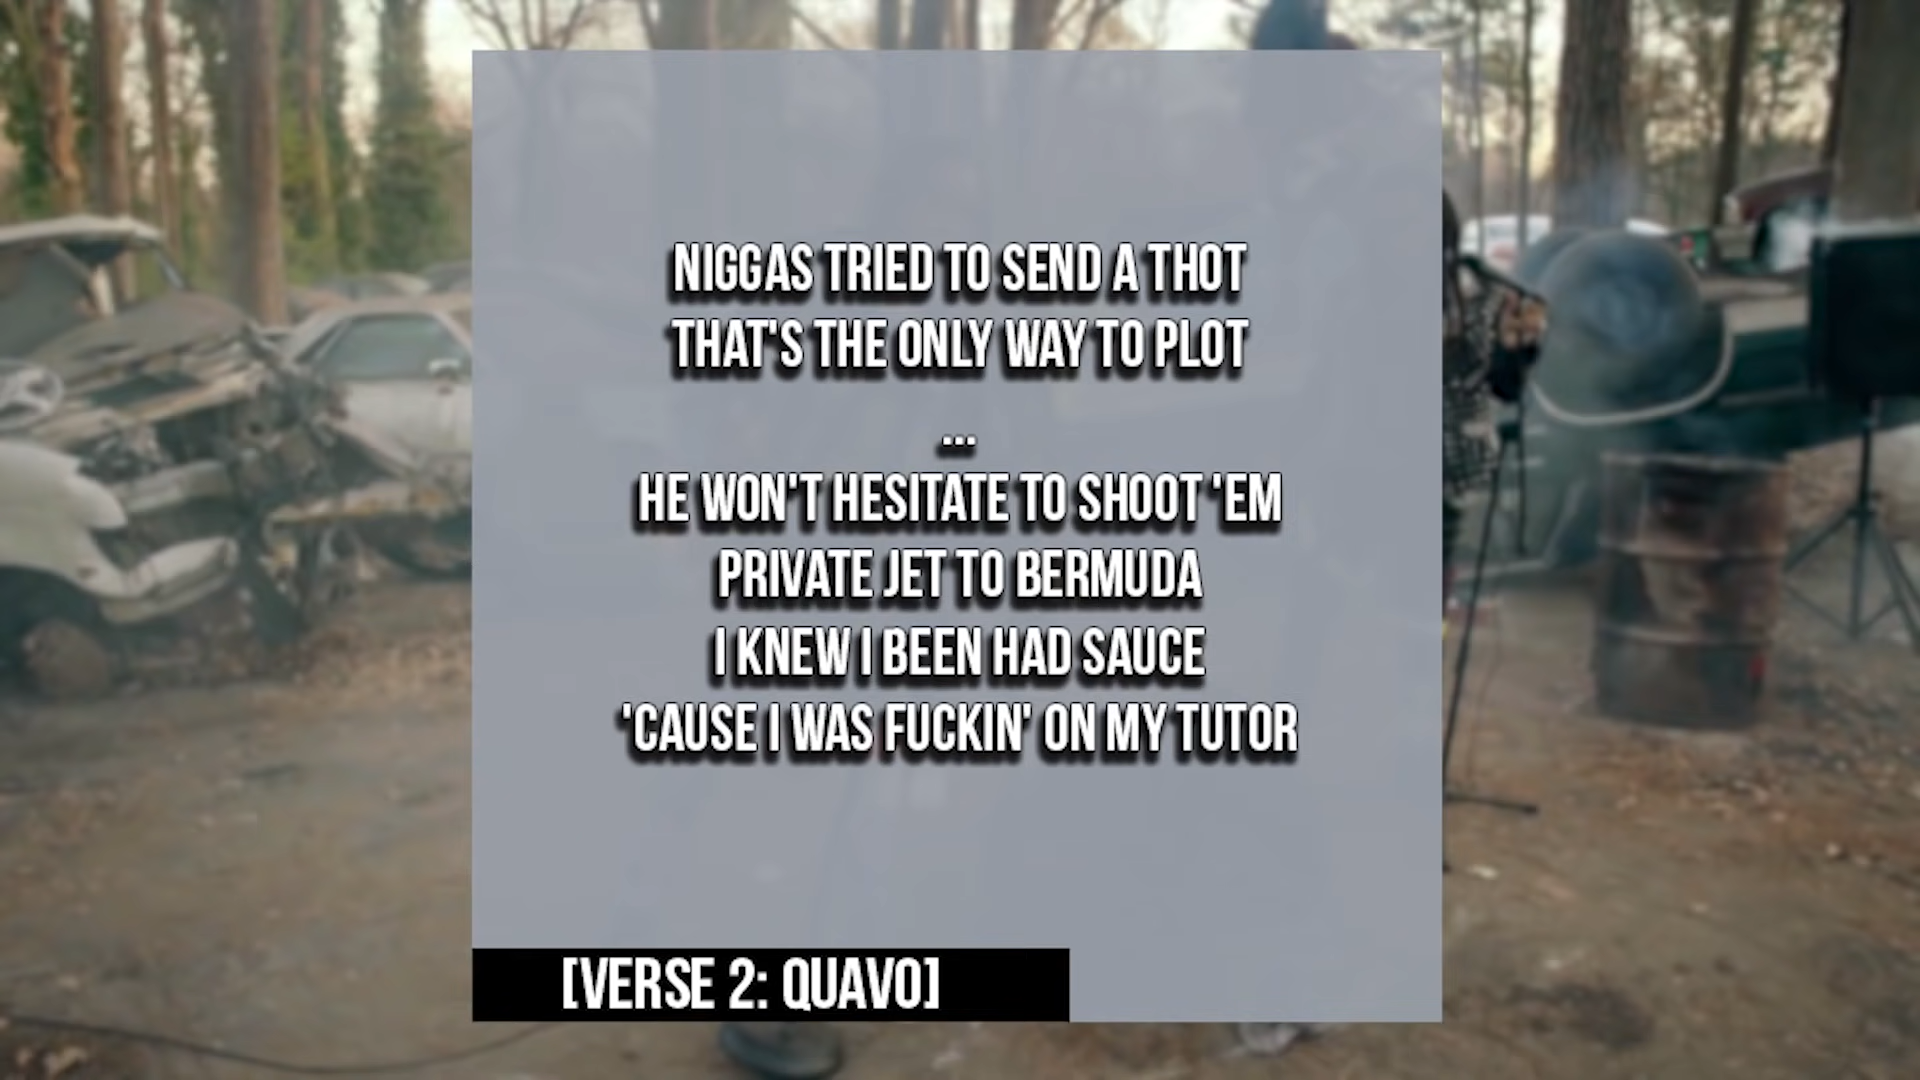 NIGGAS TRIED TO SEND A THOT
THAT'S THE ONLY WAY TO PLOT
...
HE WON'T HESITATE TO SHOOT 'EM
PRIVATE JET TO BERMUDA
I KNEW I BEEN HAD SAUCE
'CAUSE I WAS FUCKIN' ON MY TUTOR
[VERSE 2: QUAVO]